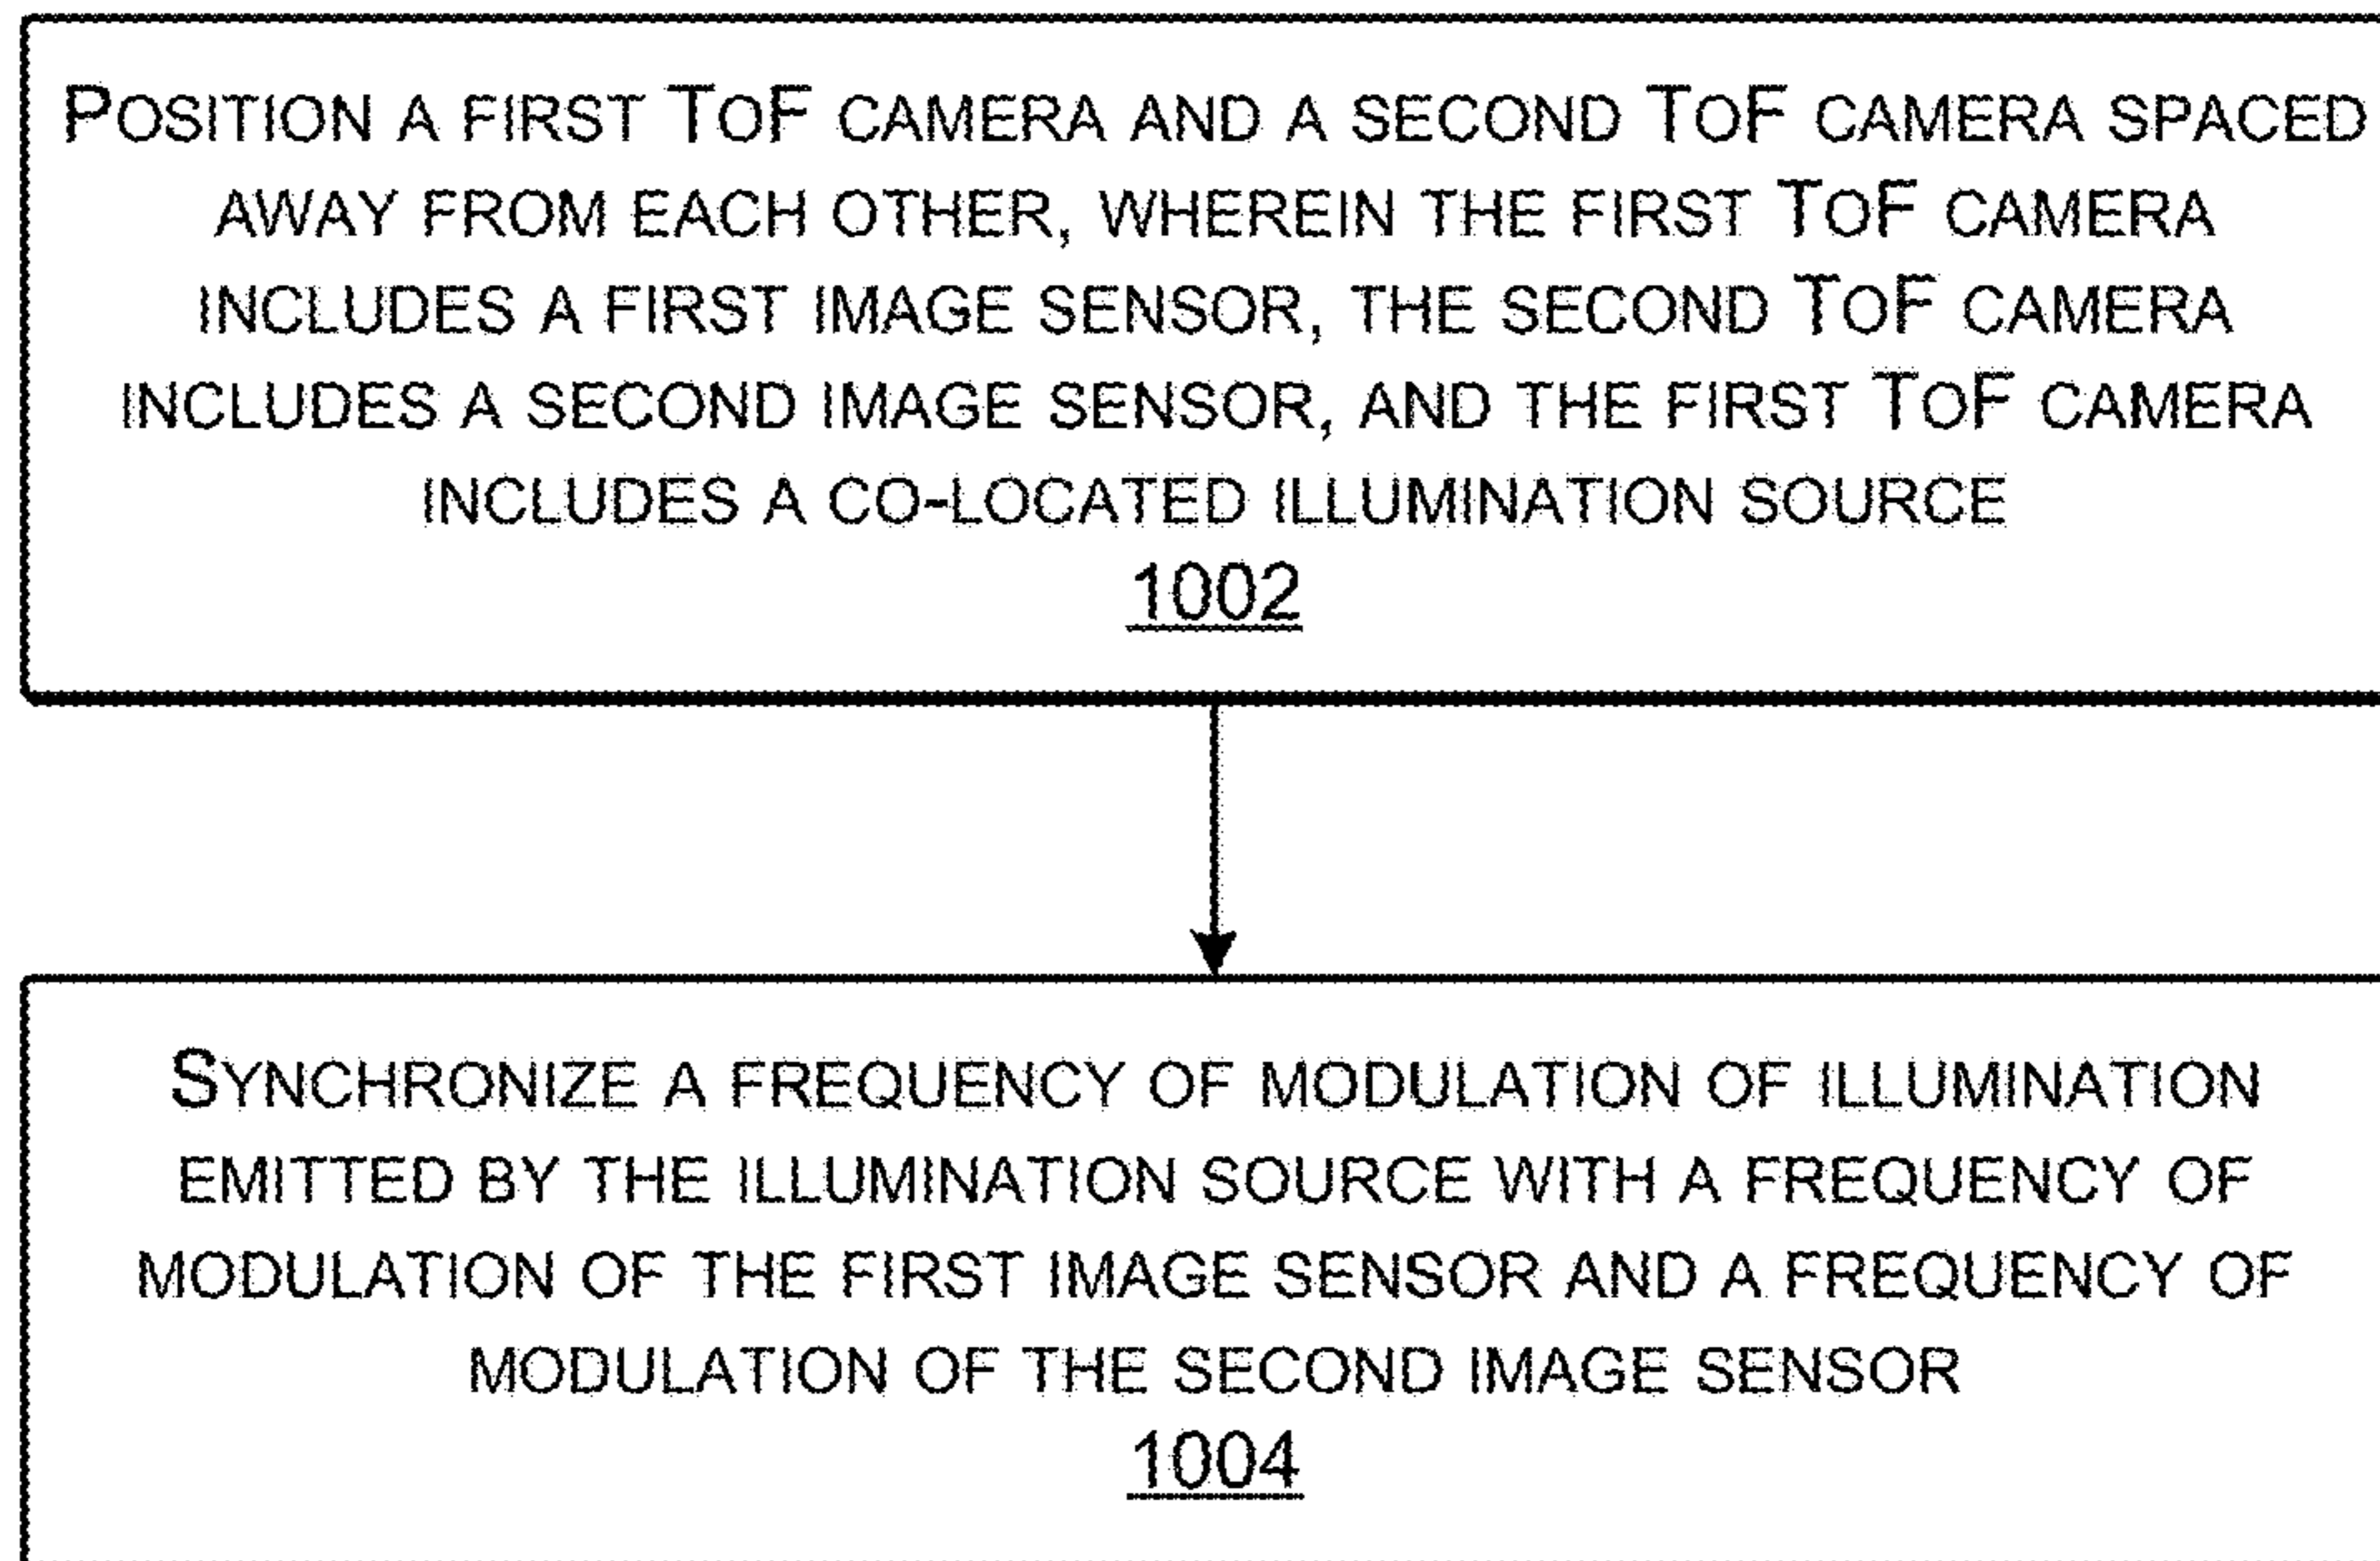 POSITION A FIRST TOF CAMERA AND A SECOND TOF CAMERA SPACED
AWAY FROM EACH OTHER, WHEREIN THE FIRST TOF CAMERA
INCLUDES A FIRST IMAGE SENSOR, THE SECOND TOF CAMERA
INCLUDES A SECOND IMAGE SENSOR, AND THE FIRST TOF CAMERA
INCLUDES A CO-LOCATED ILLUMINATION SOURCE
1002
SYNCHRONIZE A FREQUENCY OF MODULATION OF ILLUMINATION
EMITTED BY THE ILLUMINATION SOURCE WITH A FREQUENCY OF
MODULATION OF THE FIRST IMAGE SENSOR AND A FREQUENCY OF
MODULATION OF THE SECOND IMAGE SENSOR
1004